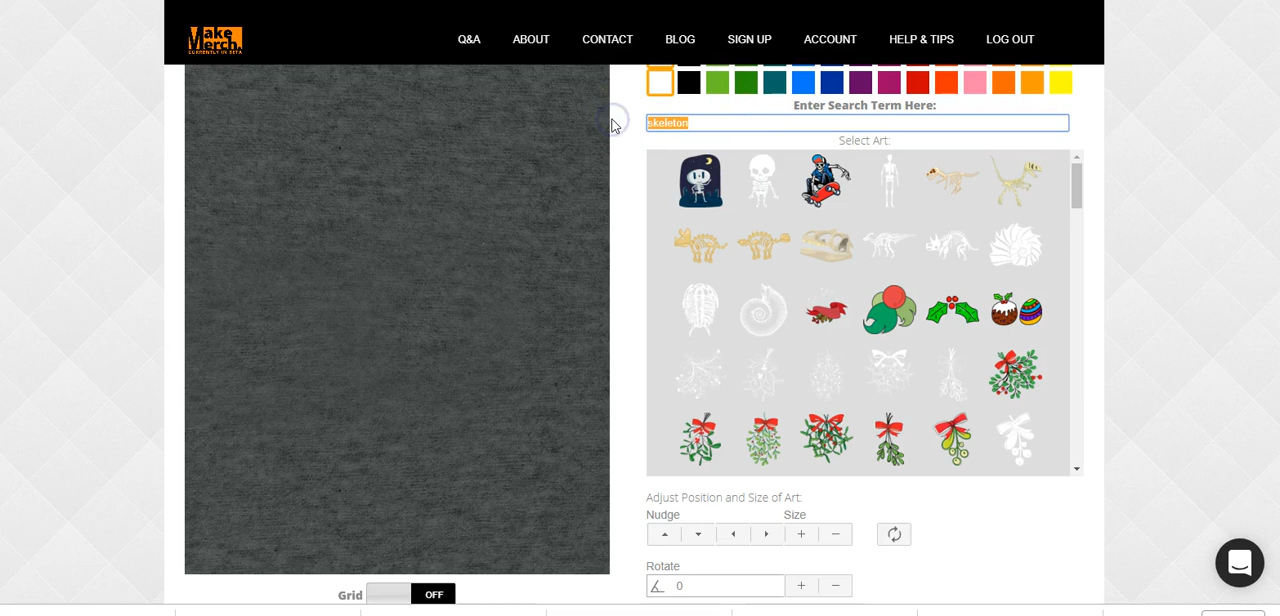 Make
Merch.
CURRENTLY IN BETA
Q&A ABOUT CONTACT BLOG SIGN UP ACCOUNT HELP & TIPS LOG OUT
Enter Search Term Here:
skeleton
Select Art:
Adjust Position and Size of Art:
Nudge Size
+ −
Rotate
0 + −
Grid OFF